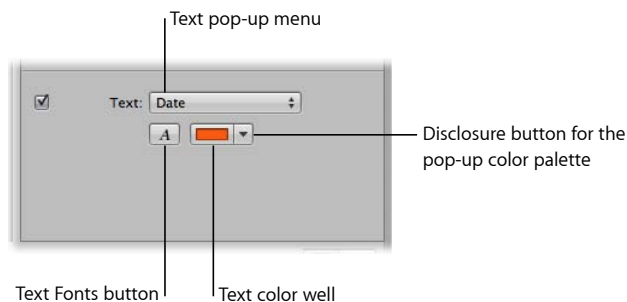 Text pop-up menu
Text: Date
A
Disclosure button for the
pop-up color palette
Text Fonts button
Text color well